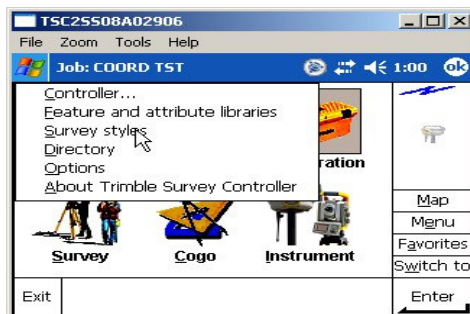 TSC2SS08A02906
File Zoom Tools Help
Job: COORD TST 1:00 ok
Controller...
Feature and attribute libraries
Survey styles
Directory
Options
About Trimble Survey Controller
ration
Survey Cogo Instrument
Map
Menu
Favorites
Switch to
Exit Enter